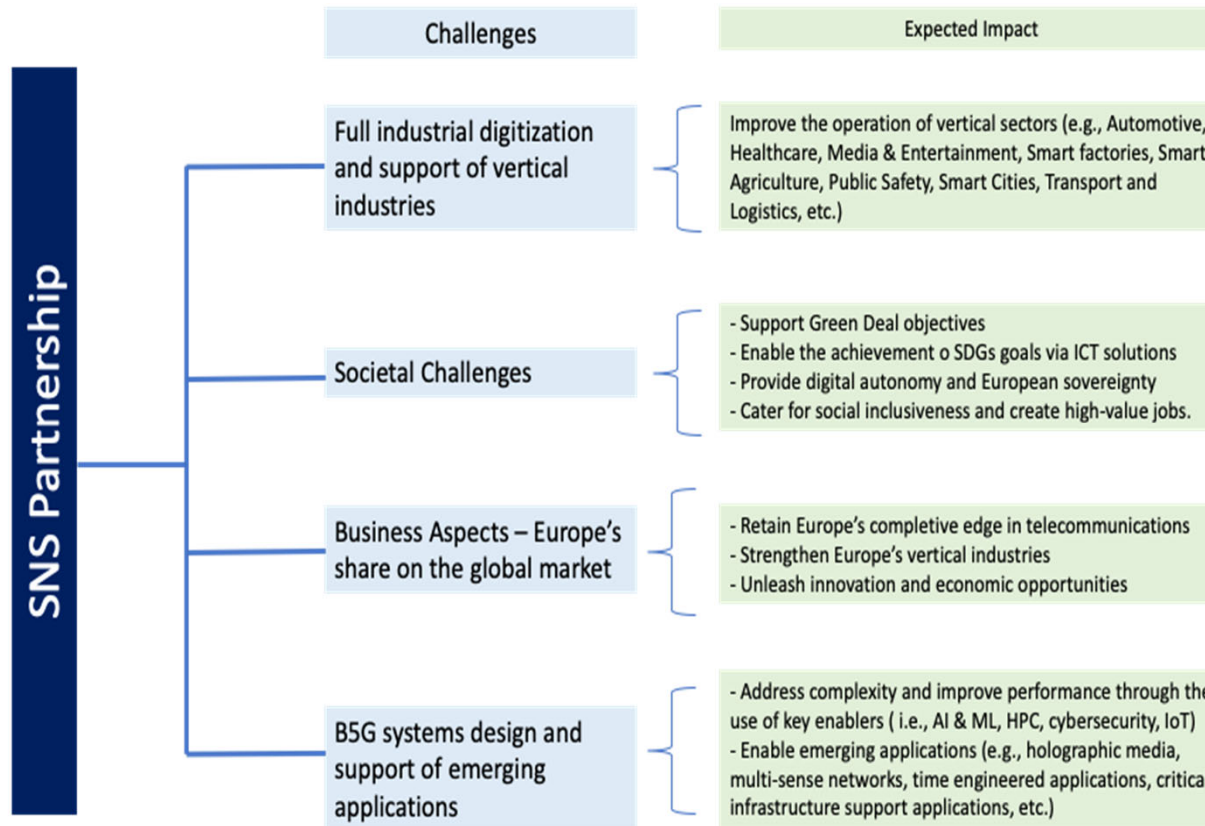 SNS Partnership
Challenges
Expected Impact
Full industrial digitization
and support of vertical
industries
Improve the operation of vertical sectors (e.g., Automotive,
Healthcare, Media & Entertainment, Smart factories, Smart
Agriculture, Public Safety, Smart Cities, Transport and
Logistics, etc.)
Societal Challenges
- Support Green Deal objectives
- Enable the achievement o SDGs goals via ICT solutions
- Provide digital autonomy and European sovereignty
- Cater for social inclusiveness and create high-value jobs.
Business Aspects – Europe's
share on the global market
- Retain Europe's completive edge in telecommunications
- Strengthen Europe's vertical industries
- Unleash innovation and economic opportunities
B5G systems design and
support of emerging
applications
- Address complexity and improve performance through the
use of key enablers ( i.e., AI & ML, HPC, cybersecurity, IoT)
- Enable emerging applications (e.g., holographic media,
multi-sense networks, time engineered applications, critica
infrastructure support applications, etc.)